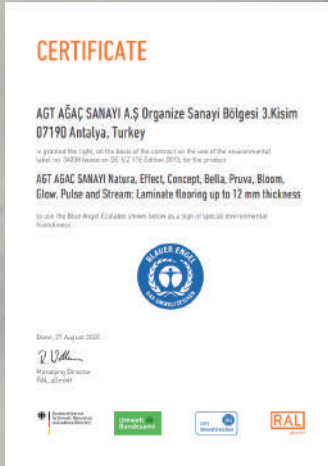 CERTIFICATE
AGT AĞAÇ SANAYI A.Ş Organize Sanayi Bölgesi 3.Kisim
07190 Antalya, Turkey
is granted the right, on the basis of the contract on the use of the environmental
label no. based on DE-UZ 176 Edition 2013, for the product
AGT AGAC SANAYI Natura, Effect, Concept, Bella, Pruva, Bloom,
Glow, Pulse and Stream; Laminate flooring up to 12 mm thickness
to use the Blue Angel Ecolabel shown below as a sign of special environmental
friendliness.
BLAUER ENGEL
DAS UMWELTZEICHEN
Bonn, 27 August 2020
Managing Director
RAL gGmbH
Umwelt
Bundesamt
RAL